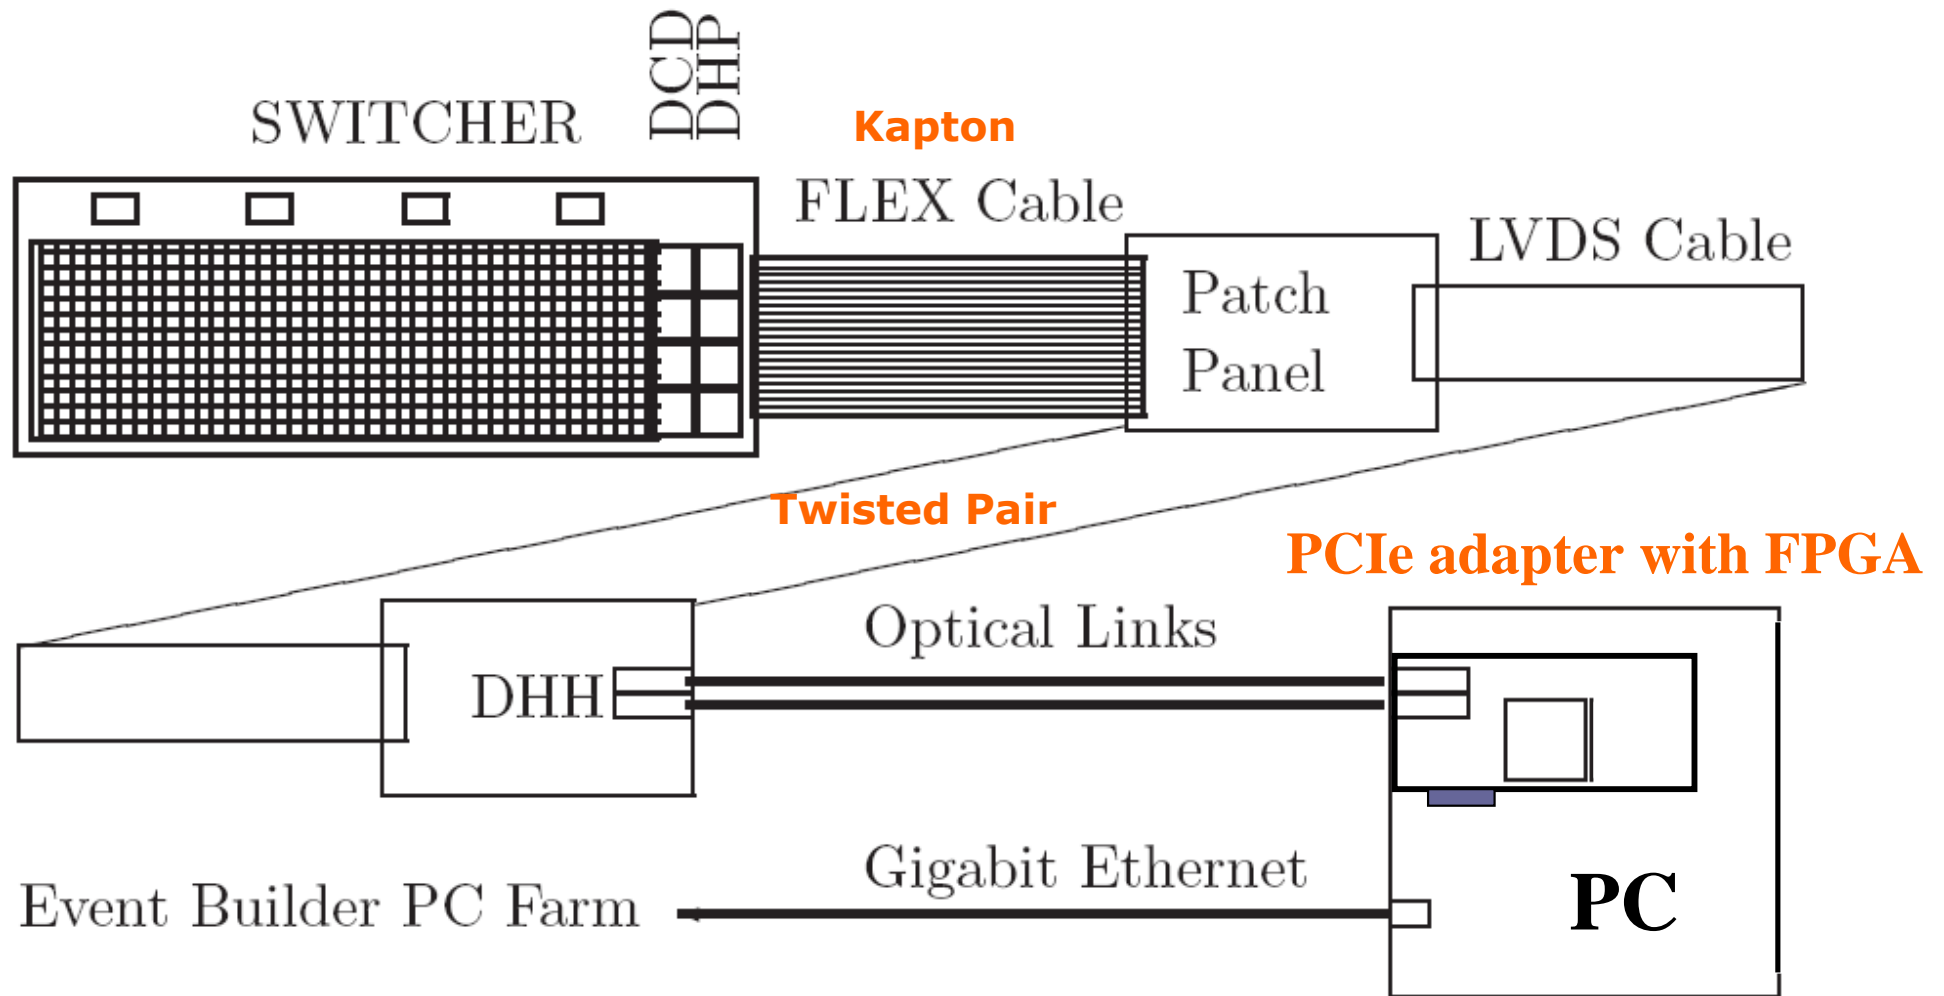 DCD
DHP
SWITCHER
Kapton
FLEX Cable
LVDS Cable
Patch
Panel
Twisted Pair
PCIe adapter with FPGA
Optical Links
DHH
Gigabit Ethernet
Event Builder PC Farm
PC